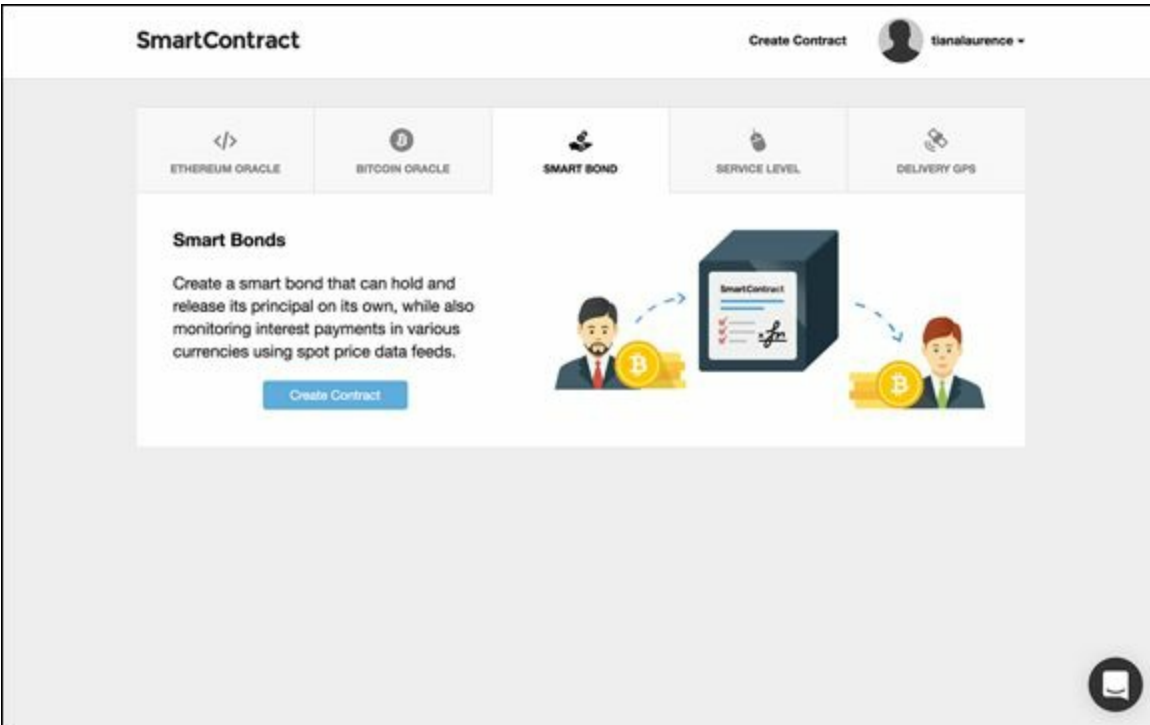 SmartContract
Create Contract
tianalaurence
ETHEREUM ORACLE
BITCOIN ORACLE
SMART BOND
SERVICE LEVEL
DELIVERY GPS
Smart Bonds
Create a smart bond that can hold and
release its principal on its own, while also
monitoring interest payments in various
currencies using spot price data feeds.
SmartContract
Create Contract